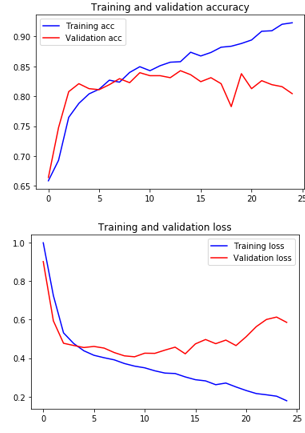 Training and validation accuracy
Training acc
Validation acc
0.90
0.85
0.80
0.75
0.70
0.65
0 5 10 15 20 25
Training and validation loss
Training loss
Validation loss
1.0
0.8
0.6
0.4
0.2
0 5 10 15 20 25